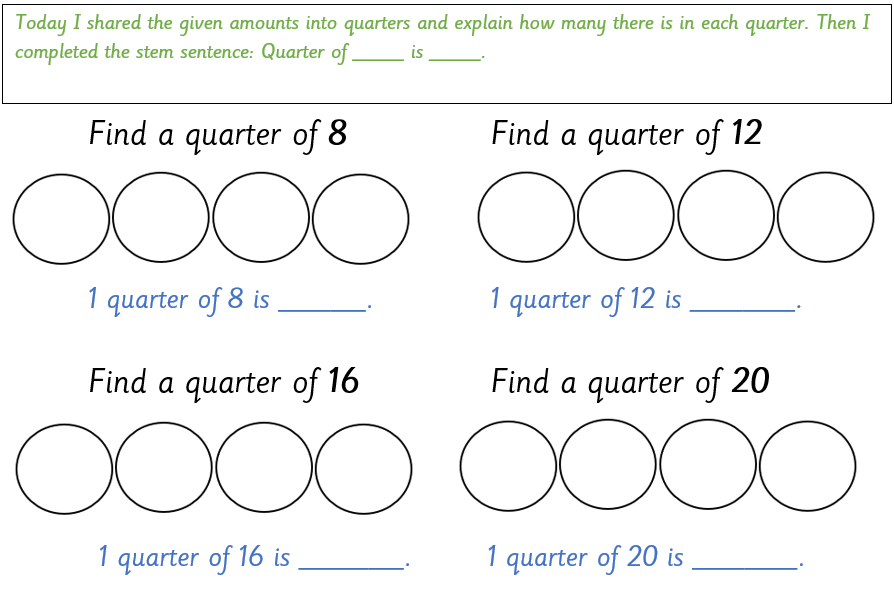 Today I shared the given amounts into quarters and explain how many there is in each quarter. Then I
completed the stem sentence: Quarter of _____ is _____.
Find a quarter of 8
Find a quarter of 12
1 quarter of 8 is _______.
1 quarter of 12 is ________.
Find a quarter of 16
Find a quarter of 20
1 quarter of 16 is ________.
1 quarter of 20 is ________.